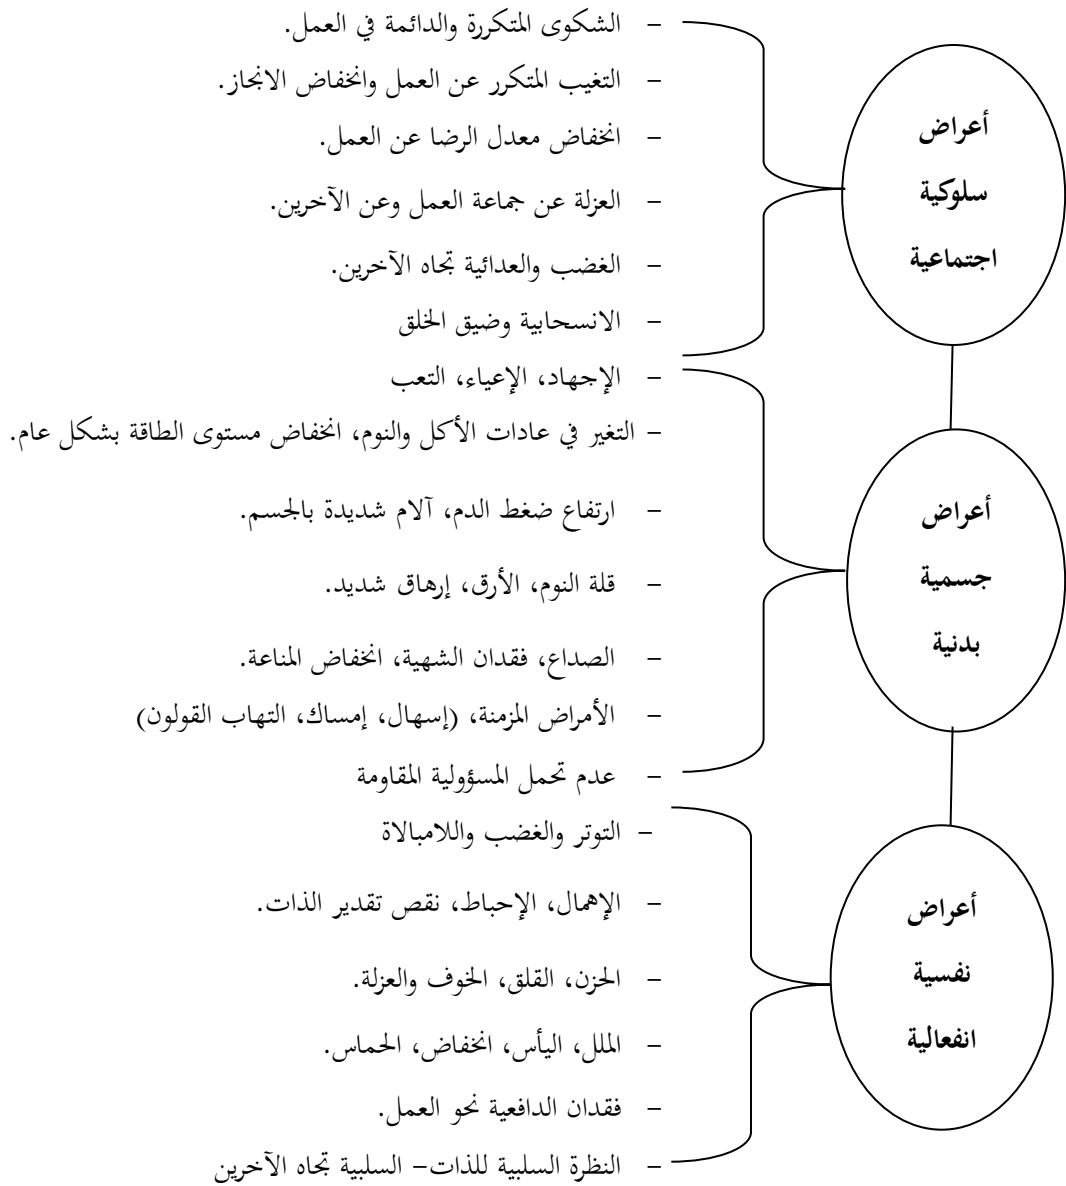 أعراض
سلوكية
اجتماعية
– الشكوى المتكررة والدائمة في العمل.
– التغيب المتكرر عن العمل وانخفاض الانجاز.
– انخفاض معدل الرضا عن العمل.
– العزلة عن جماعة العمل وعن الآخرين.
– الغضب والعدائية تجاه الآخرين.
– الانسحابية وضيق الخلق
أعراض
جسمية
بدنية
– الإجهاد، الإعياء، التعب
– التغير في عادات الأكل والنوم، انخفاض مستوى الطاقة بشكل عام.
– ارتفاع ضغط الدم، آلام شديدة بالجسم.
– قلة النوم، الأرق، إرهاق شديد.
– الصداع، فقدان الشهية، انخفاض المناعة.
– الأمراض المزمنة، (إسهال، إمساك، التهاب القولون)
– عدم تحمل المسؤولية المقاومة
أعراض
نفسية
انفعالية
– التوتر والغضب واللامبالاة
– الإهمال، الإحباط، نقص تقدير الذات.
– الحزن، القلق، الخوف والعزلة.
– الملل، اليأس، انخفاض، الحماس.
– فقدان الدافعية نحو العمل.
– النظرة السلبية للذات– السلبية تجاه الآخرين